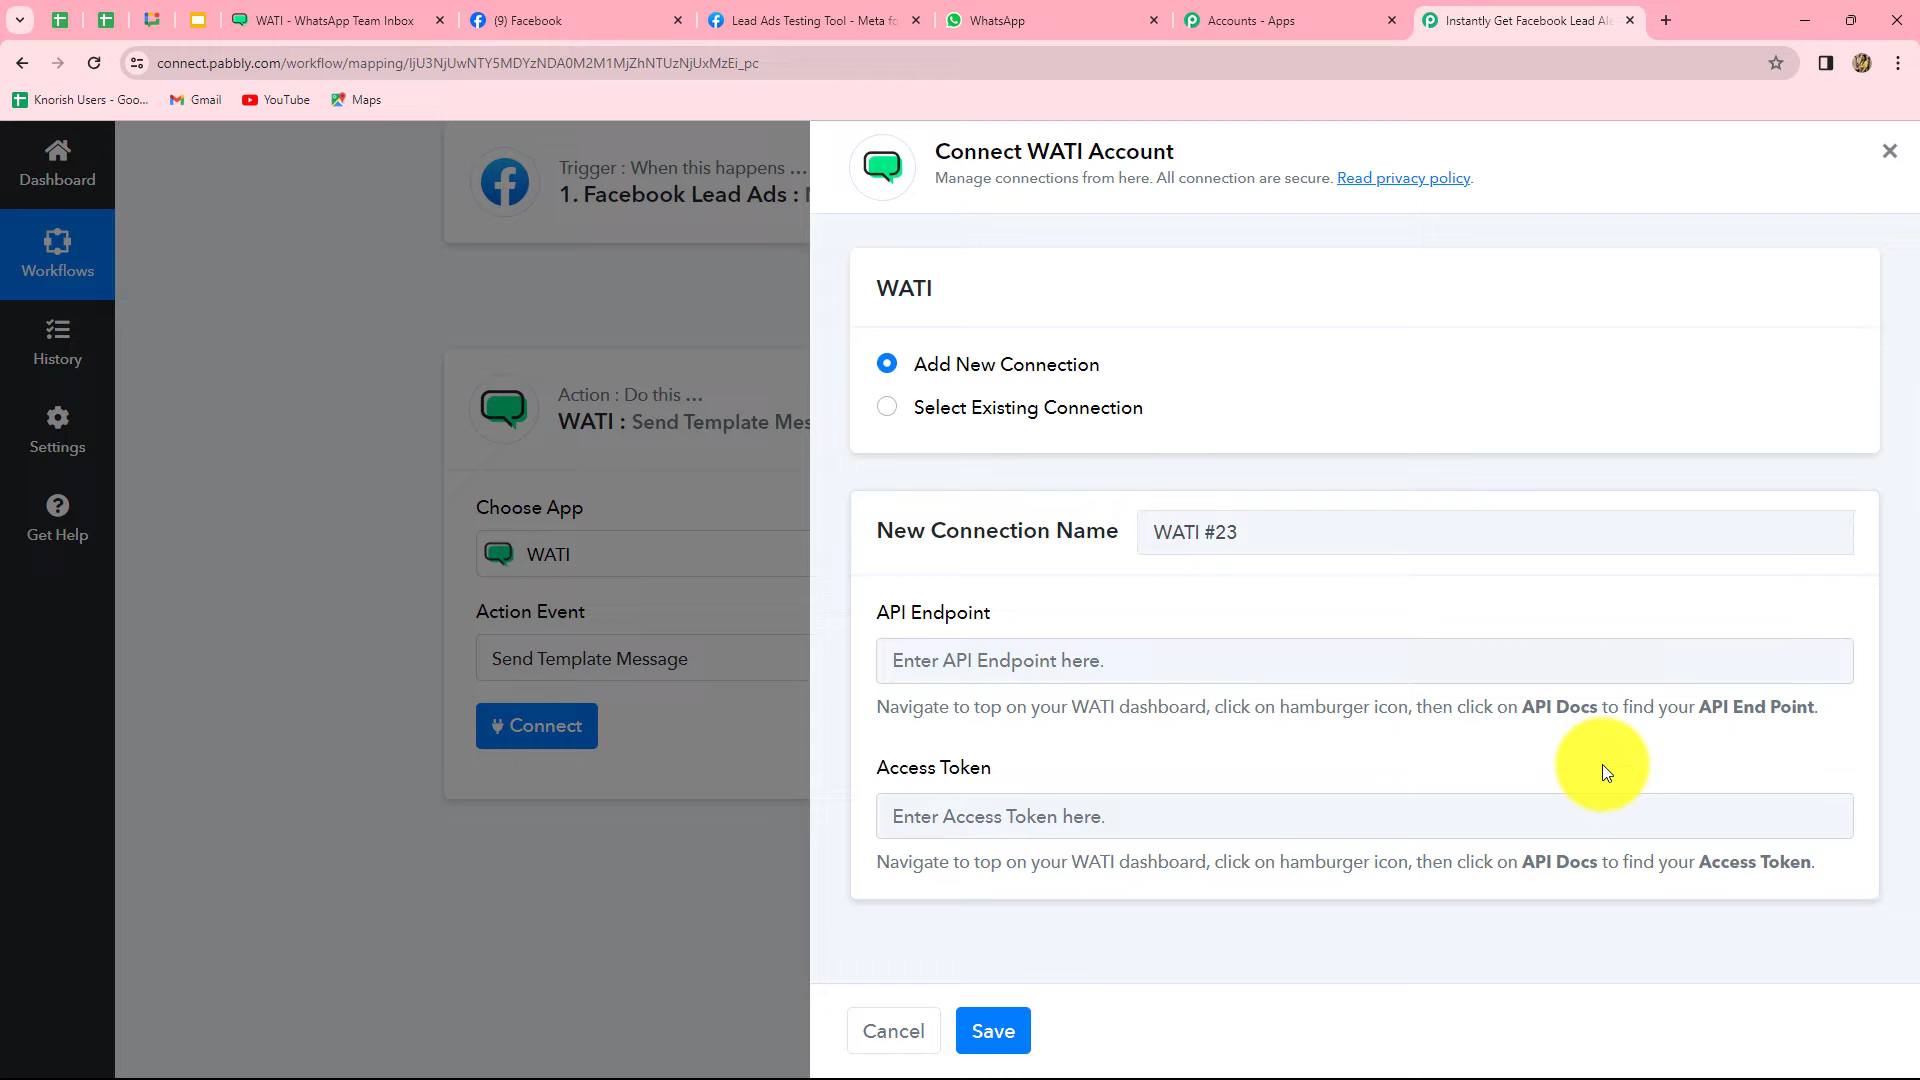 WATI - WhatsApp Team Inbox
(9) Facebook
Lead Ads Testing Tool - Meta fo
WhatsApp
Accounts - Apps
Instantly Get Facebook Lead Ale
connect.pabbly.com/workflow/mapping/IjU3NjUwNTY5MDYzNDA0M2M1MjZhNTUzNjUxMzEi_pc
Knorish Users - Goo...
Gmail
YouTube
Maps
Dashboard
Workflows
History
Settings
Get Help
Trigger : When this happens ...
1. Facebook Lead Ads :
Action : Do this ...
WATI : Send Template Mes
Choose App
WATI
Action Event
Send Template Message
Connect
Connect WATI Account
Manage connections from here. All connection are secure. Read privacy policy.
WATI
Add New Connection
Select Existing Connection
New Connection Name
WATI #23
API Endpoint
Enter API Endpoint here.
Navigate to top on your WATI dashboard, click on hamburger icon, then click on API Docs to find your API End Point.
Access Token
Enter Access Token here.
Navigate to top on your WATI dashboard, click on hamburger icon, then click on API Docs to find your Access Token.
Cancel
Save